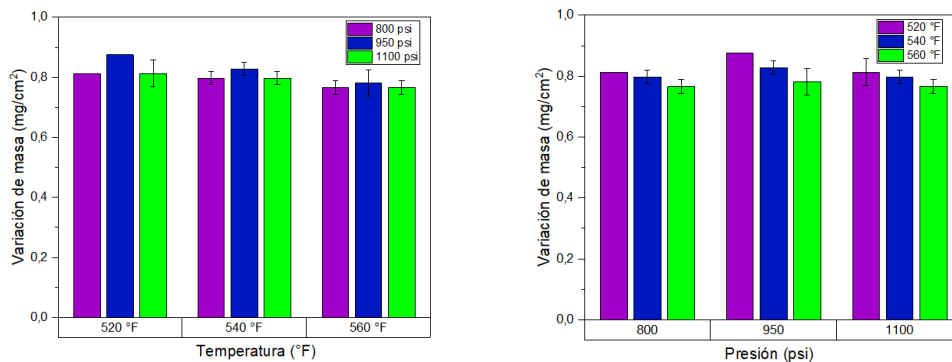 1,0
0,8
0,6
0,4
0,2
0,0
Variación de masa (mg/cm²)
800 psi
950 psi
1100 psi
520 °F 540 °F 560 °F
Temperatura (°F)
1,0
0,8
0,6
0,4
0,2
0,0
Variación de masa (mg/cm²)
520 °F
540 °F
560 °F
800 950 1100
Presión (psi)